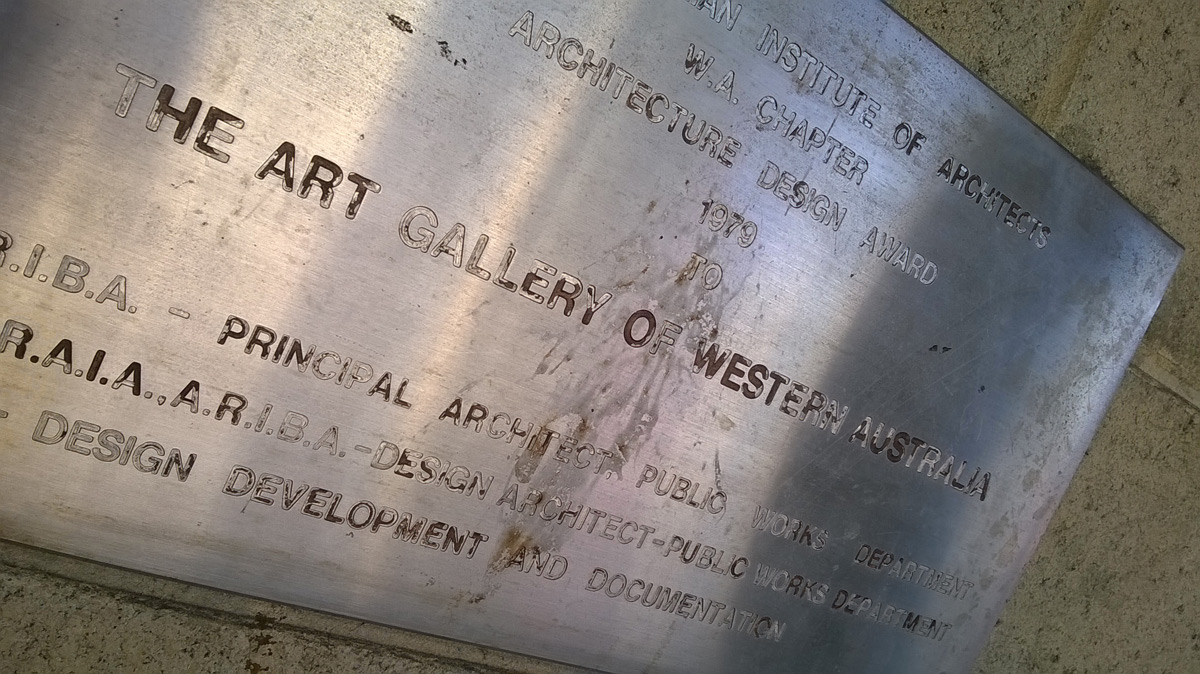 INSTITUTE OF ARCHITECTS
W.A. CHAPTER
ARCHITECTURE DESIGN AWARD
1979
TO
THE ART GALLERY OF WESTERN AUSTRALIA
R.I.B.A. - PRINCIPAL ARCHITECT, PUBLIC WORKS DEPARTMENT
R.A.I.A., A.R.I.B.A.-DESIGN ARCHITECT-PUBLIC WORKS DEPARTMENT
DESIGN DEVELOPMENT AND DOCUMENTATION